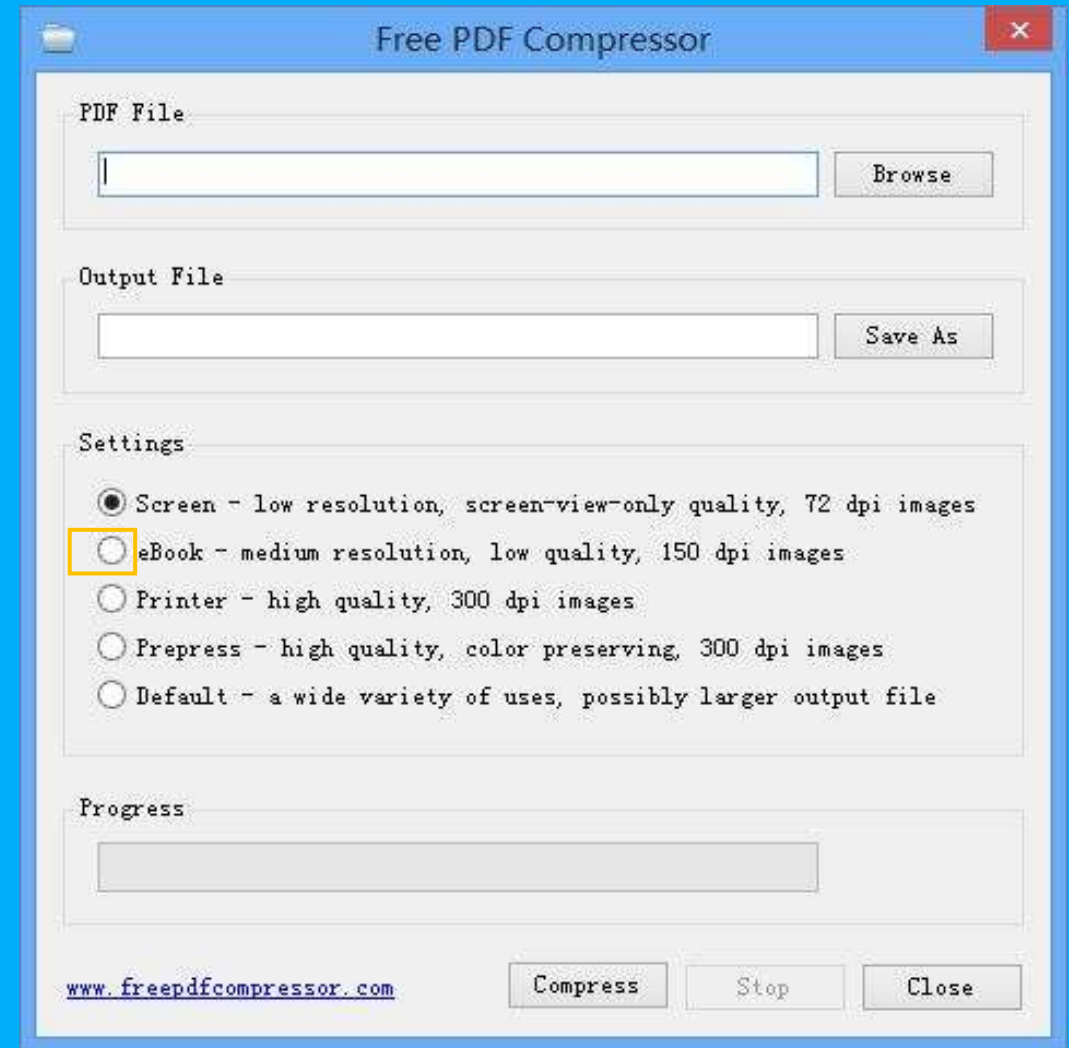 Free PDF Compressor
PDF File
Browse
Output File
Save As
Settings
Screen - low resolution, screen-view-only quality, 72 dpi images
eBook - medium resolution, low quality, 150 dpi images
Printer - high quality, 300 dpi images
Prepress - high quality, color preserving, 300 dpi images
Default - a wide variety of uses, possibly larger output file
Progress
www.freepdfcompressor.com
Compress
Stop
Close